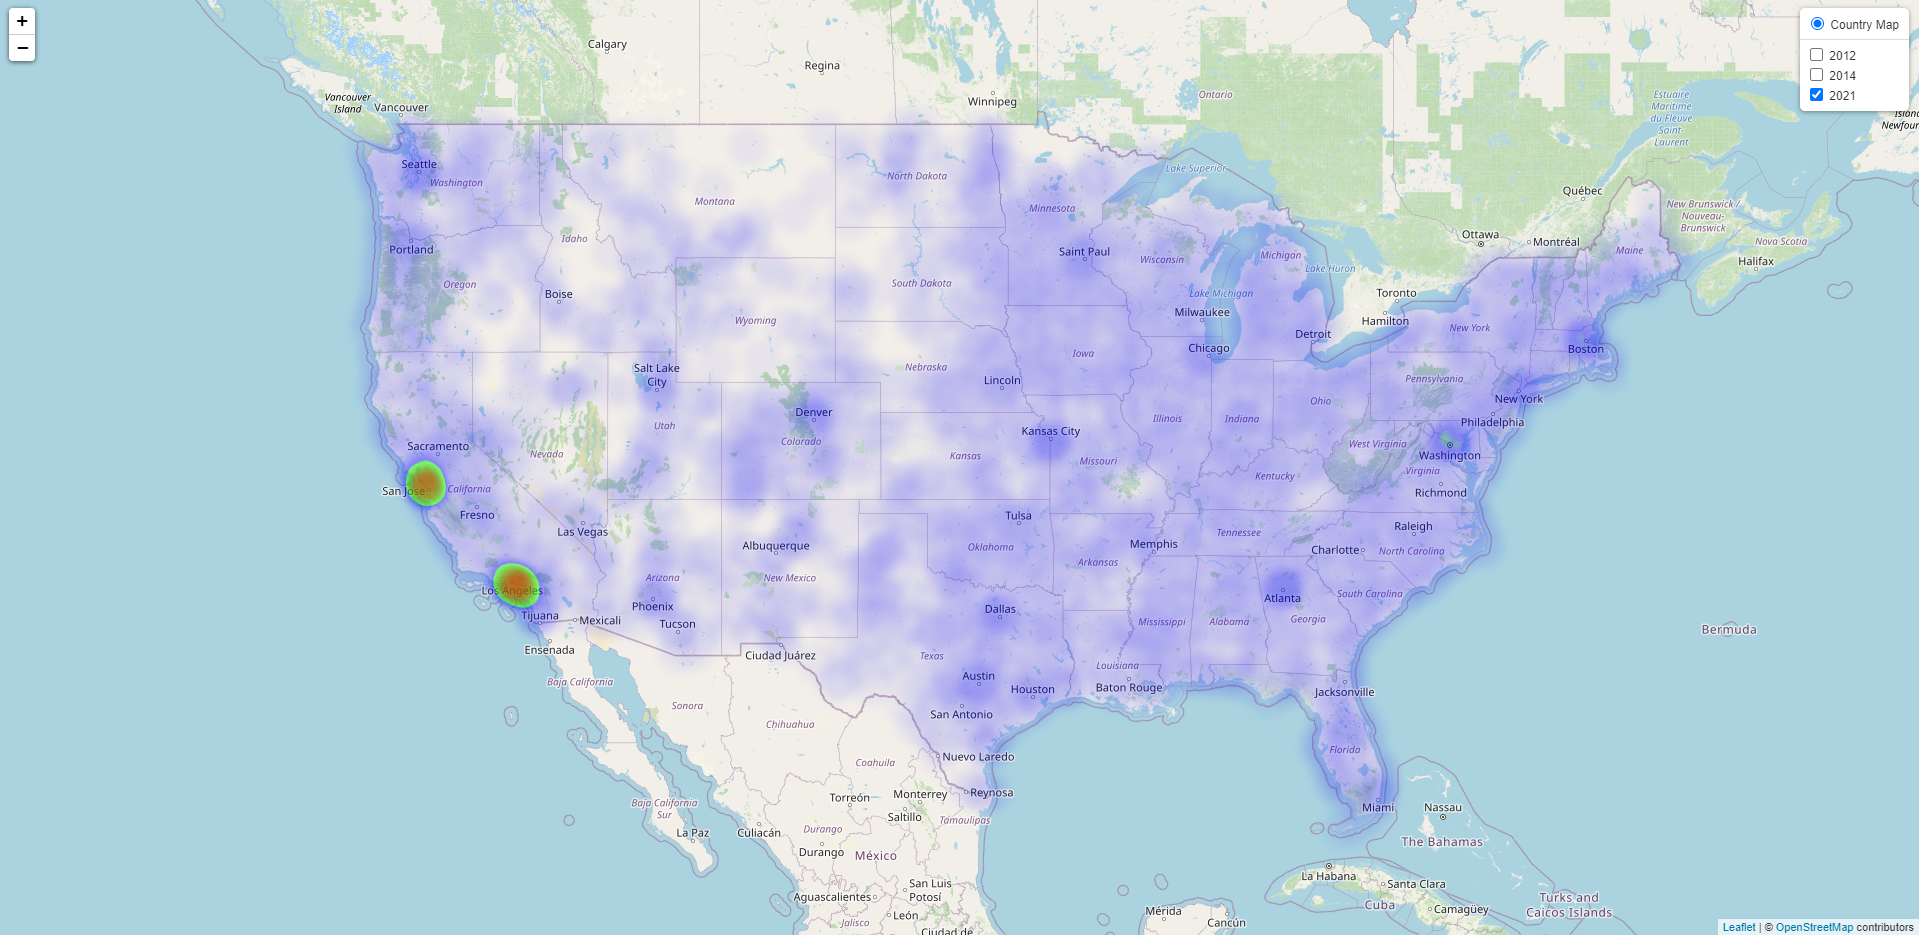 +
−
Country Map
2012
2014
2021
Calgary
Regina
Winnipeg
Vancouver
Island
Vancouver
Ontario
Estuaire
Maritime
du Fleuve
Saint-
Laurent
Island
Newfour
Seattle
Washington
North Dakota
Lake Superior
Québec
Montana
Minnesota
New Brunswick /
Nouveau-
Brunswick
Nova Scotia
Halifax
Portland
Idaho
Saint Paul
Wisconsin
Michigan
Ottawa
Montréal
Maine
Oregon
Boise
South Dakota
Lake Huron
Lake Michigan
Toronto
Hamilton
Wyoming
Milwaukee
Detroit
New York
Chicago
Boston
Iowa
Salt Lake
City
Nebraska
Lincoln
Pennsylvania
New York
Ohio
Denver
Utah
Colorado
Kansas City
Illinois
Indiana
Philadelphia
Sacramento
Nevada
Kansas
Missouri
West Virginia
Washington
Kentucky
Virginia
San Jose
California
Richmond
Fresno
Las Vegas
Tulsa
Raleigh
Albuquerque
Oklahoma
Memphis
Tennessee
Charlotte
North Carolina
Arkansas
Los Angeles
Arizona
New Mexico
Phoenix
Dallas
Atlanta
South Carolina
Tijuana
Mexicali
Tucson
Mississippi
Alabama
Georgia
Bermuda
Ensenada
Ciudad Juárez
Texas
Louisiana
Baja California
Austin
Houston
Baton Rouge
Jacksonville
Sonora
Chihuahua
San Antonio
Florida
Nuevo Laredo
Coahuila
Torreón
Monterrey
Reynosa
Baja California
Sur
Saltillo
Tamaulipas
Miami
Nassau
La Paz
Culiacán
Durango
Durango
México
The Bahamas
La Habana
Santa Clara
Cuba
Camagüey
Turks and
Caicos Islands
Aguascalientes
San Luis
Potosí
León
Jalisco
Ciudad de
Mérida
Cancún
Leaflet | © OpenStreetMap contributors